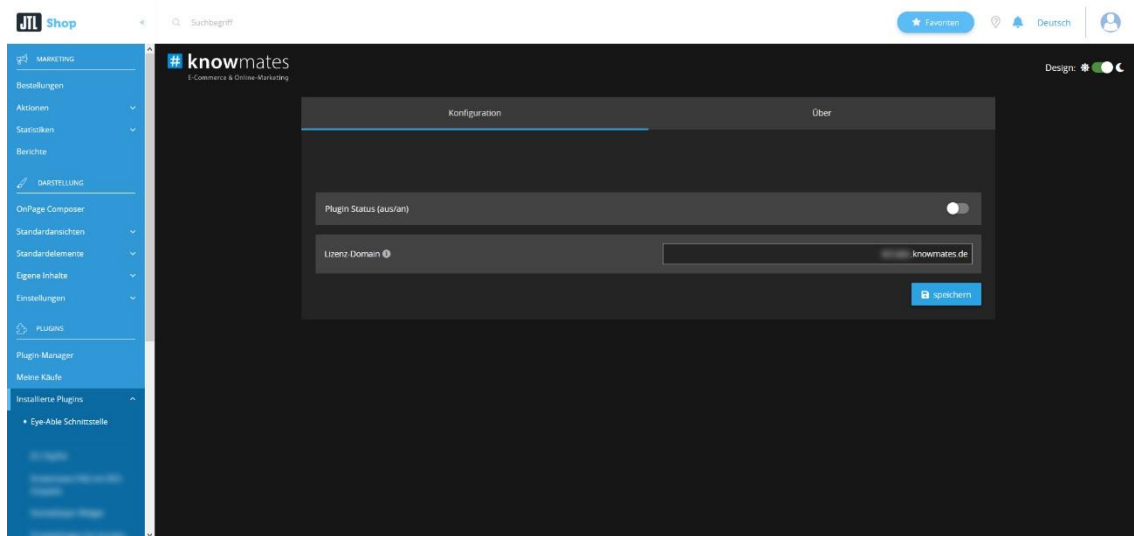 JTL Shop
«
Suchbegriff
Favoriten
Deutsch
MARKETING
Bestellungen
Aktionen
Statistiken
Berichte
DARSTELLUNG
OnPage Composer
Standardansichten
Standardelemente
Eigene Inhalte
Einstellungen
PLUGINS
Plugin-Manager
Meine Käufe
Installierte Plugins
• Eye-Able Schnittstelle
# knowmates
E-Commerce & Online-Marketing
Design:
Konfiguration
Über
Plugin Status (aus/an)
Lizenz-Domain
.knowmates.de
speichern